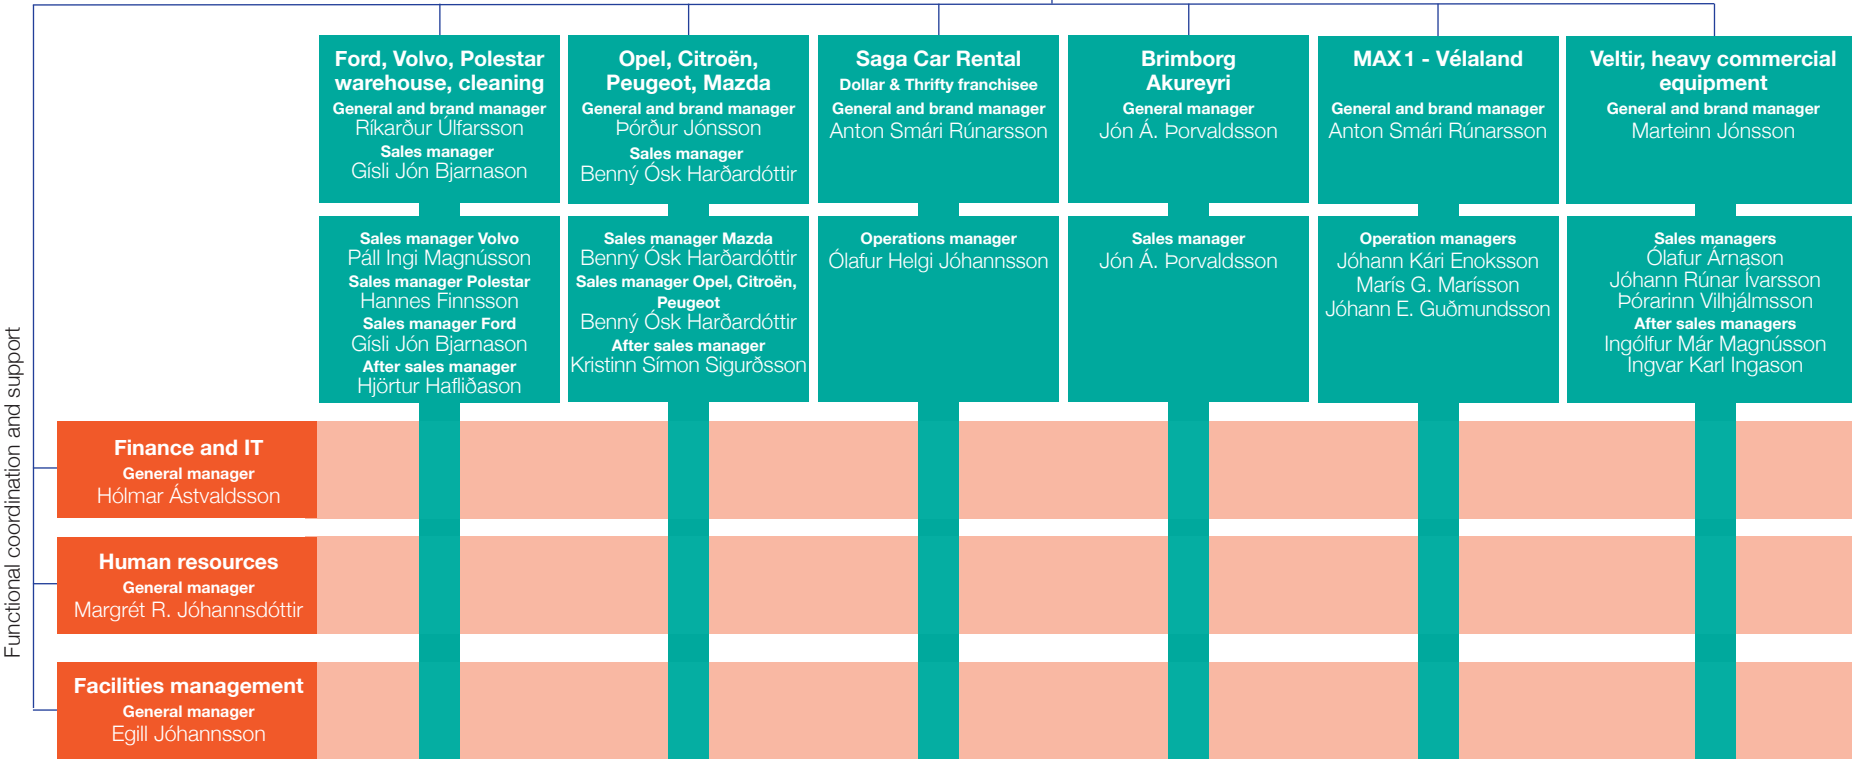 Ford, Volvo, Polestar
warehouse, cleaning
General and brand manager
Ríkarður Úlfarsson
Sales manager
Gísli Jón Bjarnason
Opel, Citroën,
Peugeot, Mazda
General and brand manager
Þórður Jónsson
Sales manager
Benný Ósk Harðardóttir
Saga Car Rental
Dollar & Thrifty franchisee
General and brand manager
Anton Smári Rúnarsson
Brimborg
Akureyri
General manager
Jón Á. Þorvaldsson
MAX1 - Vélaland
General and brand manager
Anton Smári Rúnarsson
Veltir, heavy commercial
equipment
General and brand manager
Marteinn Jónsson
Sales manager Volvo
Páll Ingi Magnússon
Sales manager Polestar
Hannes Finnsson
Sales manager Ford
Gísli Jón Bjarnason
After sales manager
Hjörtur Hafliðason
Sales manager Mazda
Benný Ósk Harðardóttir
Sales manager Opel, Citroën,
Peugeot
Benný Ósk Harðardóttir
After sales manager
Kristinn Símon Sigurðsson
Operations manager
Ólafur Helgi Jóhannsson
Sales manager
Jón Á. Þorvaldsson
Operation managers
Jóhann Kári Enoksson
Marís G. Marísson
Jóhann E. Guðmundsson
Sales managers
Ólafur Árnason
Jóhann Rúnar Ívarsson
Þórarinn Vilhjálmsson
After sales managers
Ingólfur Már Magnússon
Ingvar Karl Ingason
Functional coordination and support
Finance and IT
General manager
Hólmar Ástvaldsson
Human resources
General manager
Margrét R. Jóhannsdóttir
Facilities management
General manager
Egill Jóhannsson